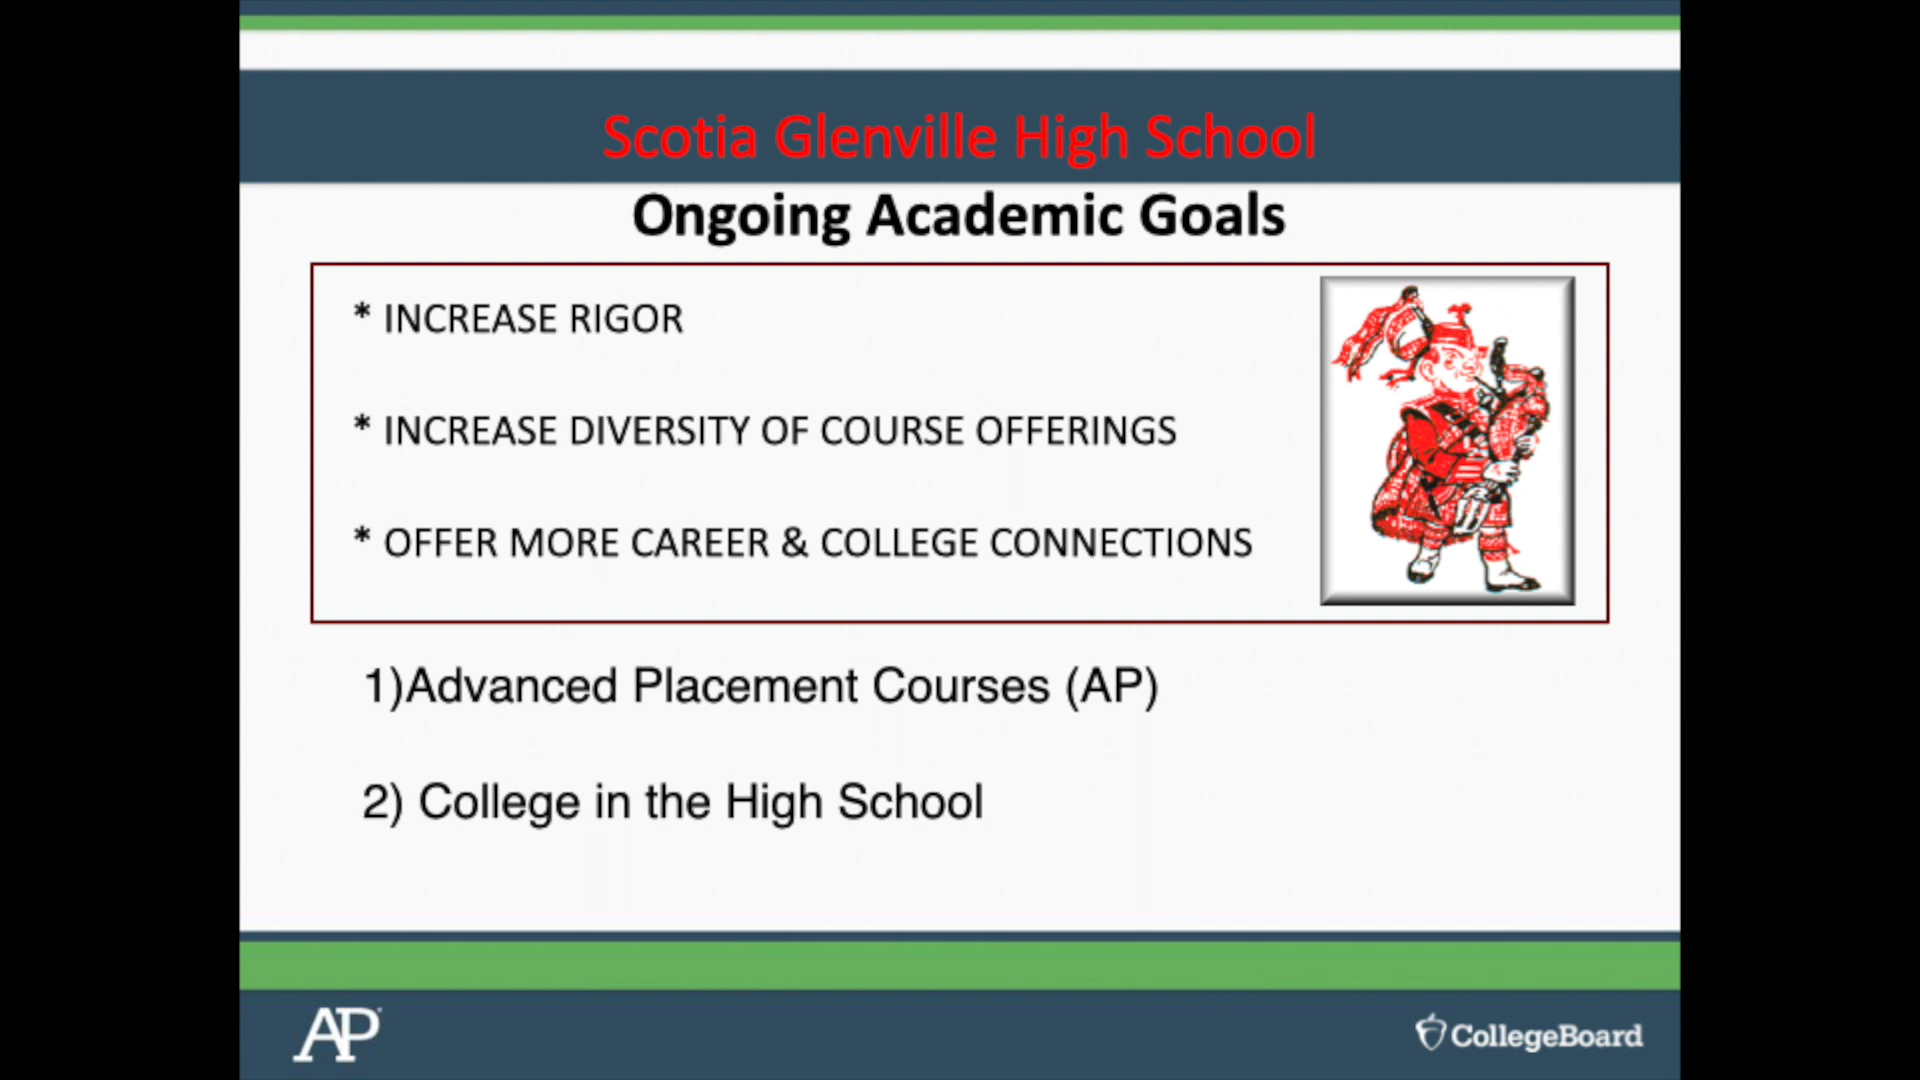 Scotia Glenville High School
Ongoing Academic Goals
* INCREASE RIGOR
* INCREASE DIVERSITY OF COURSE OFFERINGS
* OFFER MORE CAREER & COLLEGE CONNECTIONS
1)Advanced Placement Courses (AP)
2) College in the High School
AP
CollegeBoard